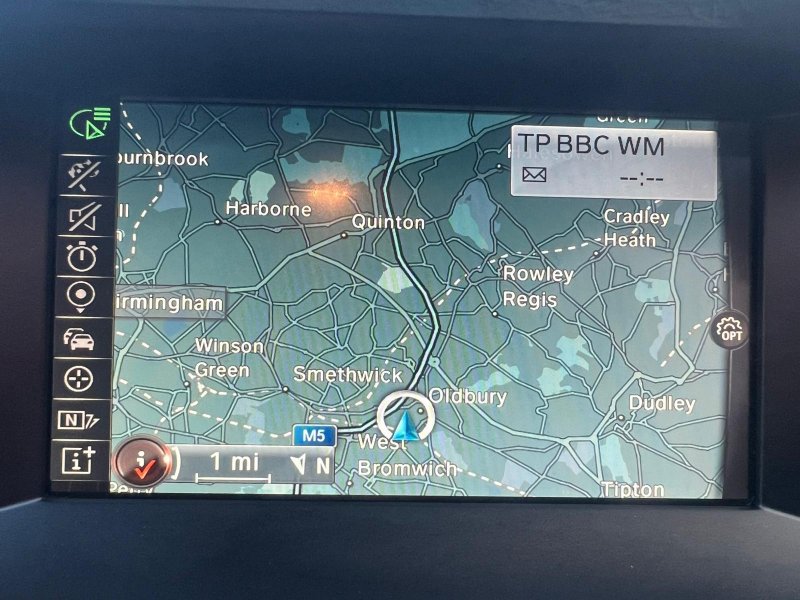 Green
TP BBC WM
--:--
ournbrook
Harborne
Quinton
Cradley
Heath
Rowley
Regis
irmingham
OPT
Winson
Green
Smethwick
Oldbury
Dudley
M5
West
Bromwich
N
i+
i
1 mi
N
Tipton